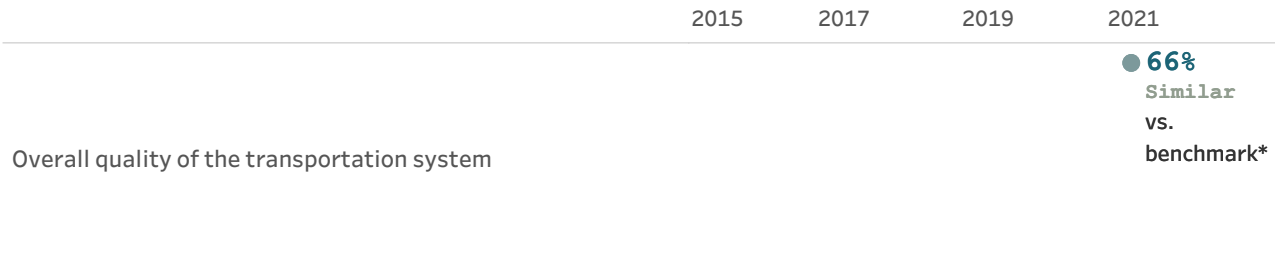 2015 2017 2019 2021
66%
Similar
vs.
benchmark*
Overall quality of the transportation system